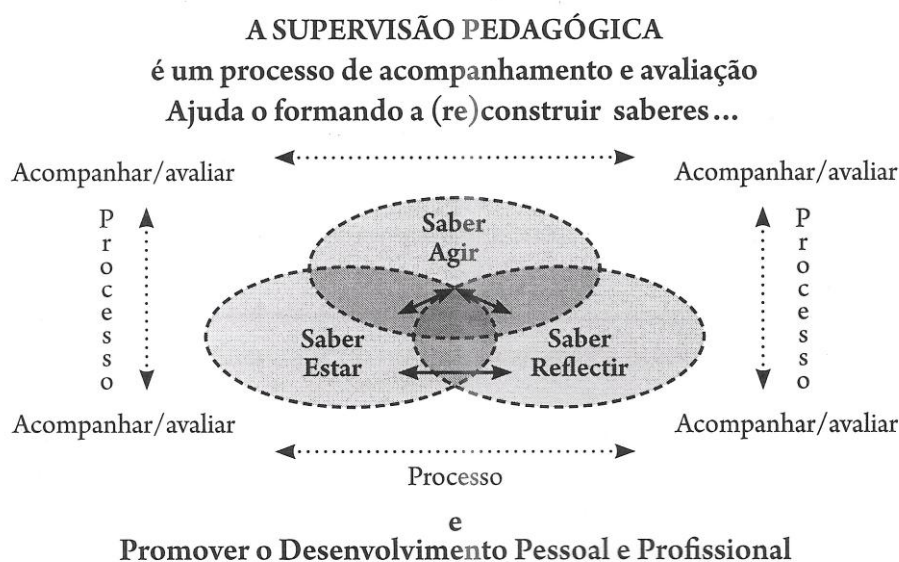 A SUPERVISÃO PEDAGÓGICA
é um processo de acompanhamento e avaliação
Ajuda o formando a (re)construir saberes...
Acompanhar/avaliar
Acompanhar/avaliar
Processo
Saber
Agir
Processo
Saber
Estar
Saber
Reflectir
Acompanhar/avaliar
Acompanhar/avaliar
Processo
e
Promover o Desenvolvimento Pessoal e Profissional